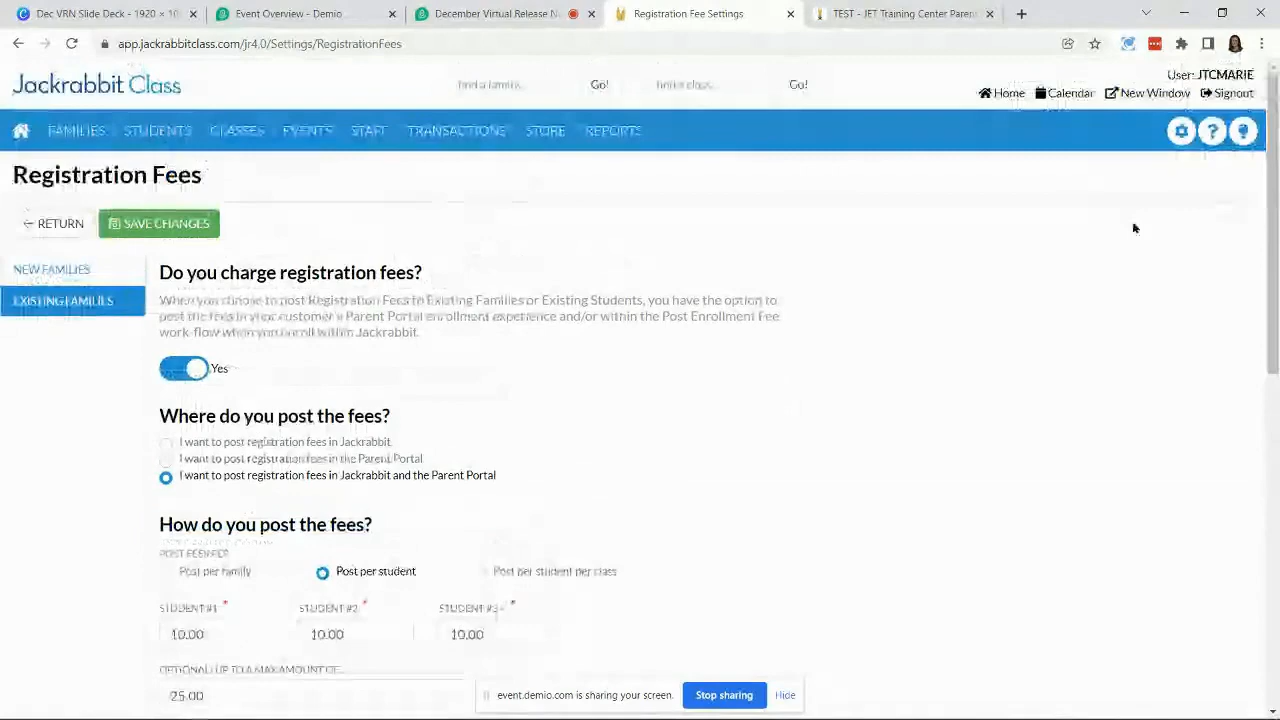 Dec VRN Slide Deck - 1920 × 10
Event Overview - Demio
December Virtual Release N
Registration Fee Settings
TEST - JET Training Center Parent
app.jackrabbitclass.com/jr4.0/Settings/RegistrationFees
Jackrabbit Class
find a family...
Go!
find a class...
Go!
User: JTCMARIE
Home
Calendar
New Window
Signout
FAMILIES
STUDENTS
CLASSES
EVENTS
STAFF
TRANSACTIONS
STORE
REPORTS
Registration Fees
RETURN
SAVE CHANGES
NEW FAMILIES
EXISTING FAMILIES
Do you charge registration fees?
When you choose to post Registration Fees to Existing Families or Existing Students, you have the option to
post the fees in your customer's Parent Portal enrollment experience and/or within the Post Enrollment Fee
work-flow when you enroll within Jackrabbit.
Yes
Where do you post the fees?
I want to post registration fees in Jackrabbit
I want to post registration fees in the Parent Portal
I want to post registration fees in Jackrabbit and the Parent Portal
How do you post the fees?
POST FEES PER
Post per family
Post per student
Post per student per class
STUDENT #1 *
STUDENT #2 *
STUDENT #3+ *
10.00
10.00
10.00
OPTIONAL: UP TO A MAX AMOUNT OF...
25.00
event.demio.com is sharing your screen.
Stop sharing
Hide